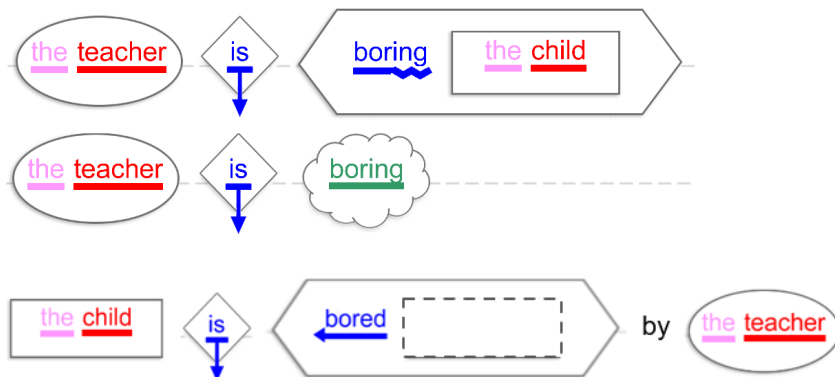 the teacher is boring the child
the teacher is boring
the child is bored by the teacher